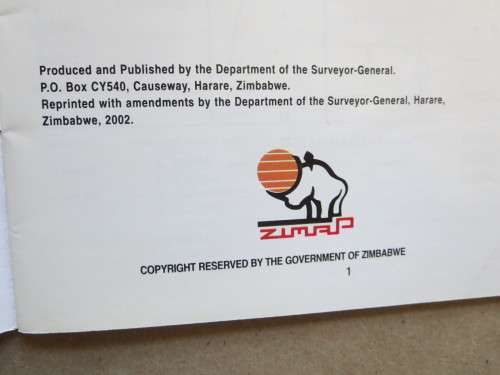 Produced and Published by the Department of the Surveyor-General.
P.O. Box CY540, Causeway, Harare, Zimbabwe.
Reprinted with amendments by the Department of the Surveyor-General, Harare,
Zimbabwe, 2002.
ZIMAP
COPYRIGHT RESERVED BY THE GOVERNMENT OF ZIMBABWE
1